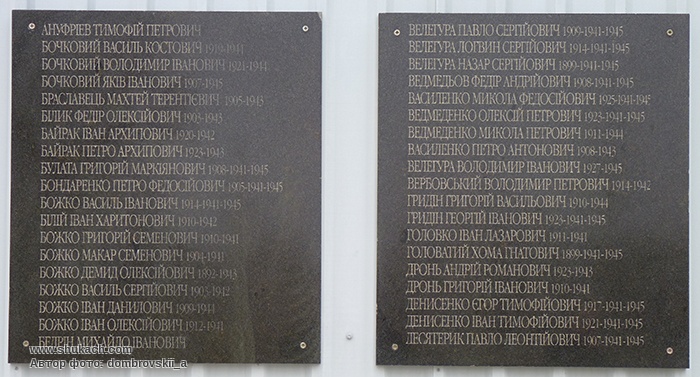 АНУФРІЄВ ТИМОФІЙ ПЕТРОВИЧ
БОЧКОВИЙ ВАСИЛЬ КОСТОВИЧ 1919-1941
БОЧКОВИЙ ВОЛОДИМИР ІВАНОВИЧ 1921-1944
БОЧКОВИЙ ЯКІВ ІВАНОВИЧ 1907-1945
БРАСЛАВЕЦЬ МАХТЕЙ ТЕРЕНТІЄВИЧ 1905-1943
БІЛИК ФЕДІР ОЛЕКСІЙОВИЧ 1903-1943
БАЙРАК ІВАН АРХИПОВИЧ 1920-1942
БАЙРАК ПЕТРО АРХИПОВИЧ 1923-1943
БУЛАТА ГРИГОРІЙ МАРКІЯНОВИЧ 1908-1941-1945
БОНДАРЕНКО ПЕТРО ФЕДОСІЙОВИЧ 1905-1941-1945
БОЖКО ВАСИЛЬ ІВАНОВИЧ 1914-1941-1945
БІЛІЙ ІВАН ХАРИТОНОВИЧ 1910-1942
БОЖКО ГРИГОРІЙ СЕМЕНОВИЧ 1910-1941
БОЖКО МАКАР СЕМЕНОВИЧ 1904-1941
БОЖКО ДЕМИД ОЛЕКСІЙОВИЧ 1892-1943
БОЖКО ВАСИЛЬ СЕРГІЙОВИЧ 1903-1942
БОЖКО ІВАН ДАНИЛОВИЧ 1909-1941
БОЖКО ІВАН ОЛЕКСІЙОВИЧ 1912-1941
БЕДРІН МИХАЙЛО ІВАНОВИЧ
www.shukach.com
Автор фото: dombrovskii_a
ВЕЛЕГУРА ПАВЛО СЕРГІЙОВИЧ 1909-1941-1945
ВЕЛЕГУРА ЛОГВИН СЕРГІЙОВИЧ 1914-1941-1945
ВЕЛЕГУРА НАЗАР СЕРГІЙОВИЧ 1899-1941-1945
ВЕДМЕДЬОВ ФЕДІР АНДРІЙОВИЧ 1908-1941-1945
ВАСИЛЕНКО МИКОЛА ФЕДОСІЙОВИЧ 1925-1941-1945
ВЕДМЕДЕНКО ОЛЕКСІЙ ПЕТРОВИЧ 1923-1941-1945
ВЕДМЕДЕНКО МИКОЛА ПЕТРОВИЧ 1911-1944
ВАСИЛЕНКО ПЕТРО АНТОНОВИЧ 1908-1943
ВЕЛЕГУРА ВОЛОДИМИР ІВАНОВИЧ 1927-1945
ВЕРБОВСЬКИЙ ВОЛОДИМИР ПЕТРОВИЧ 1914-1942
ГРИДІН ГРИГОРІЙ ВАСИЛЬОВИЧ 1910-1944
ГРИДІН ГЕОРГІЙ ІВАНОВИЧ 1923-1941-1945
ГОЛОВКО ІВАН ЛАЗАРОВИЧ 1911-1941
ГОЛОВАТИЙ ХОМА ГНАТОВИЧ 1899-1941-1945
ДРОНЬ АНДРІЙ РОМАНОВИЧ 1923-1943
ДРОНЬ ГРИГОРІЙ ІВАНОВИЧ 1910-1941
ДЕНИСЕНКО ЄГОР ТИМОФІЙОВИЧ 1917-1941-1945
ДЕНИСЕНКО ІВАН ТИМОФІЙОВИЧ 1921-1941-1945
ДЕСЯТЕРИК ПАВЛО ЛЕОНТІЙОВИЧ 1907-1941-1945